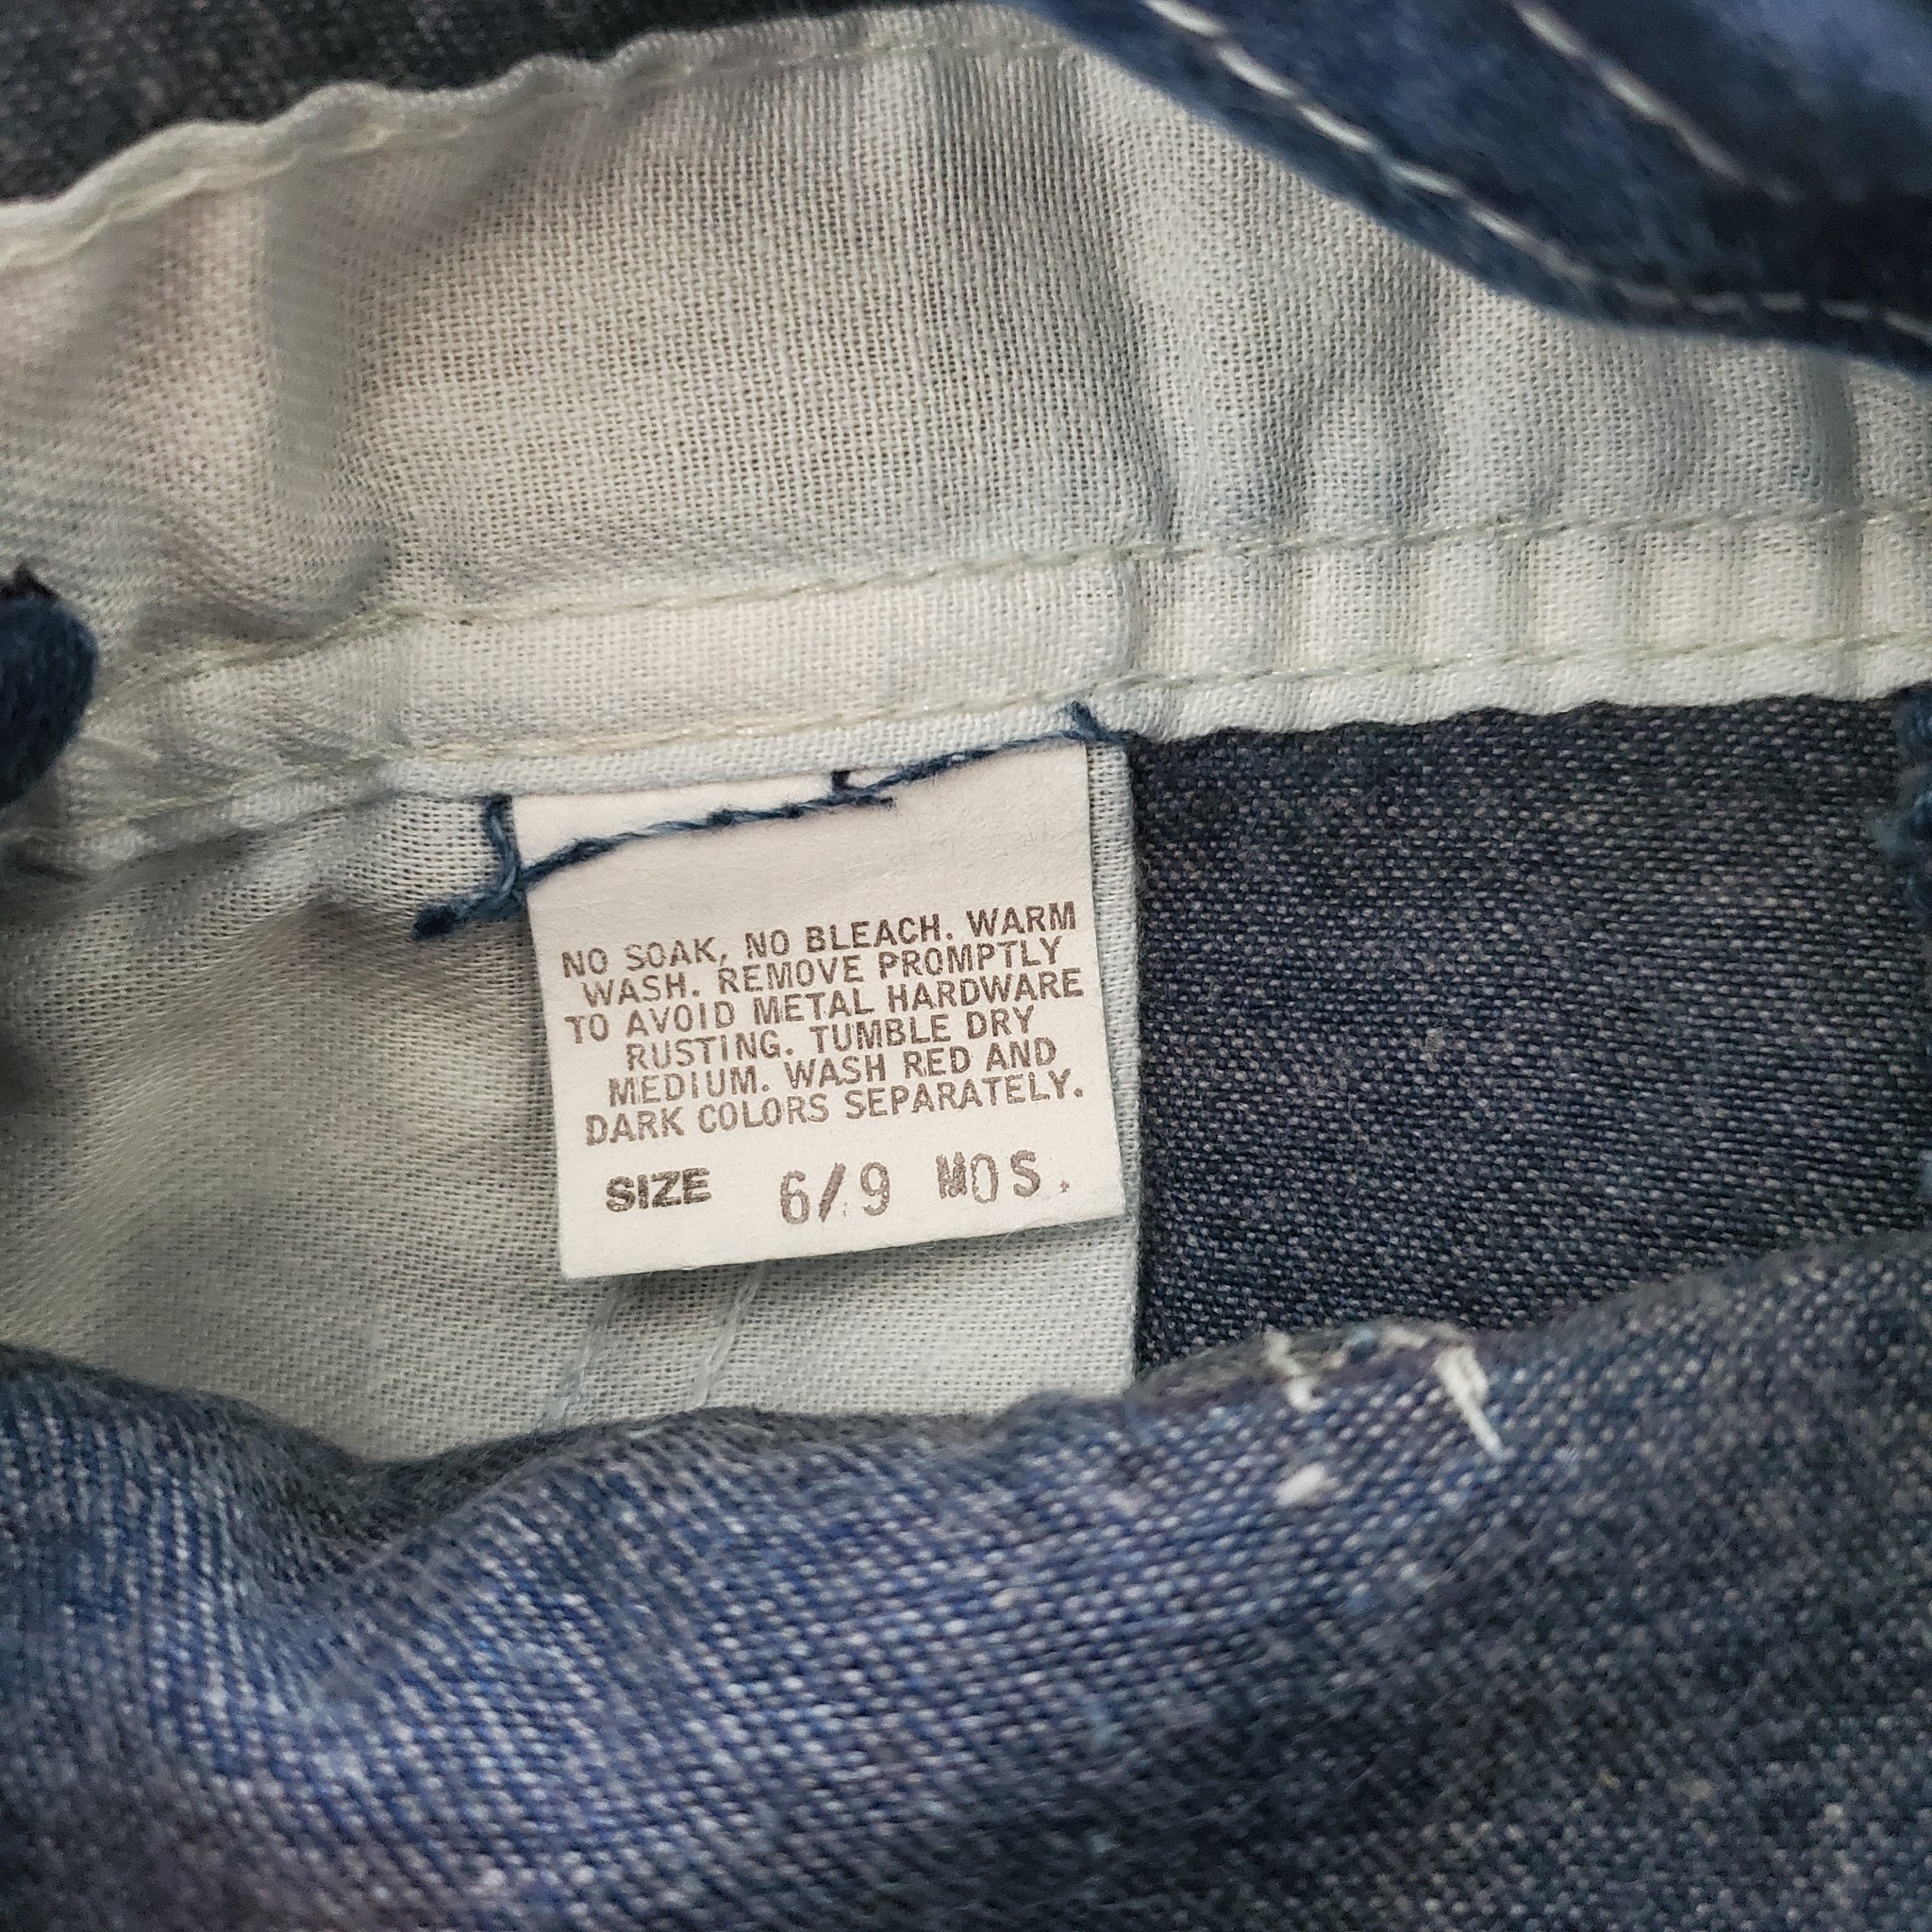 NO SOAK, NO BLEACH. WARM
WASH. REMOVE PROMPTLY
TO AVOID METAL HARDWARE
RUSTING. TUMBLE DRY
MEDIUM. WASH RED AND
DARK COLORS SEPARATELY.
SIZE 6/9 MOS.